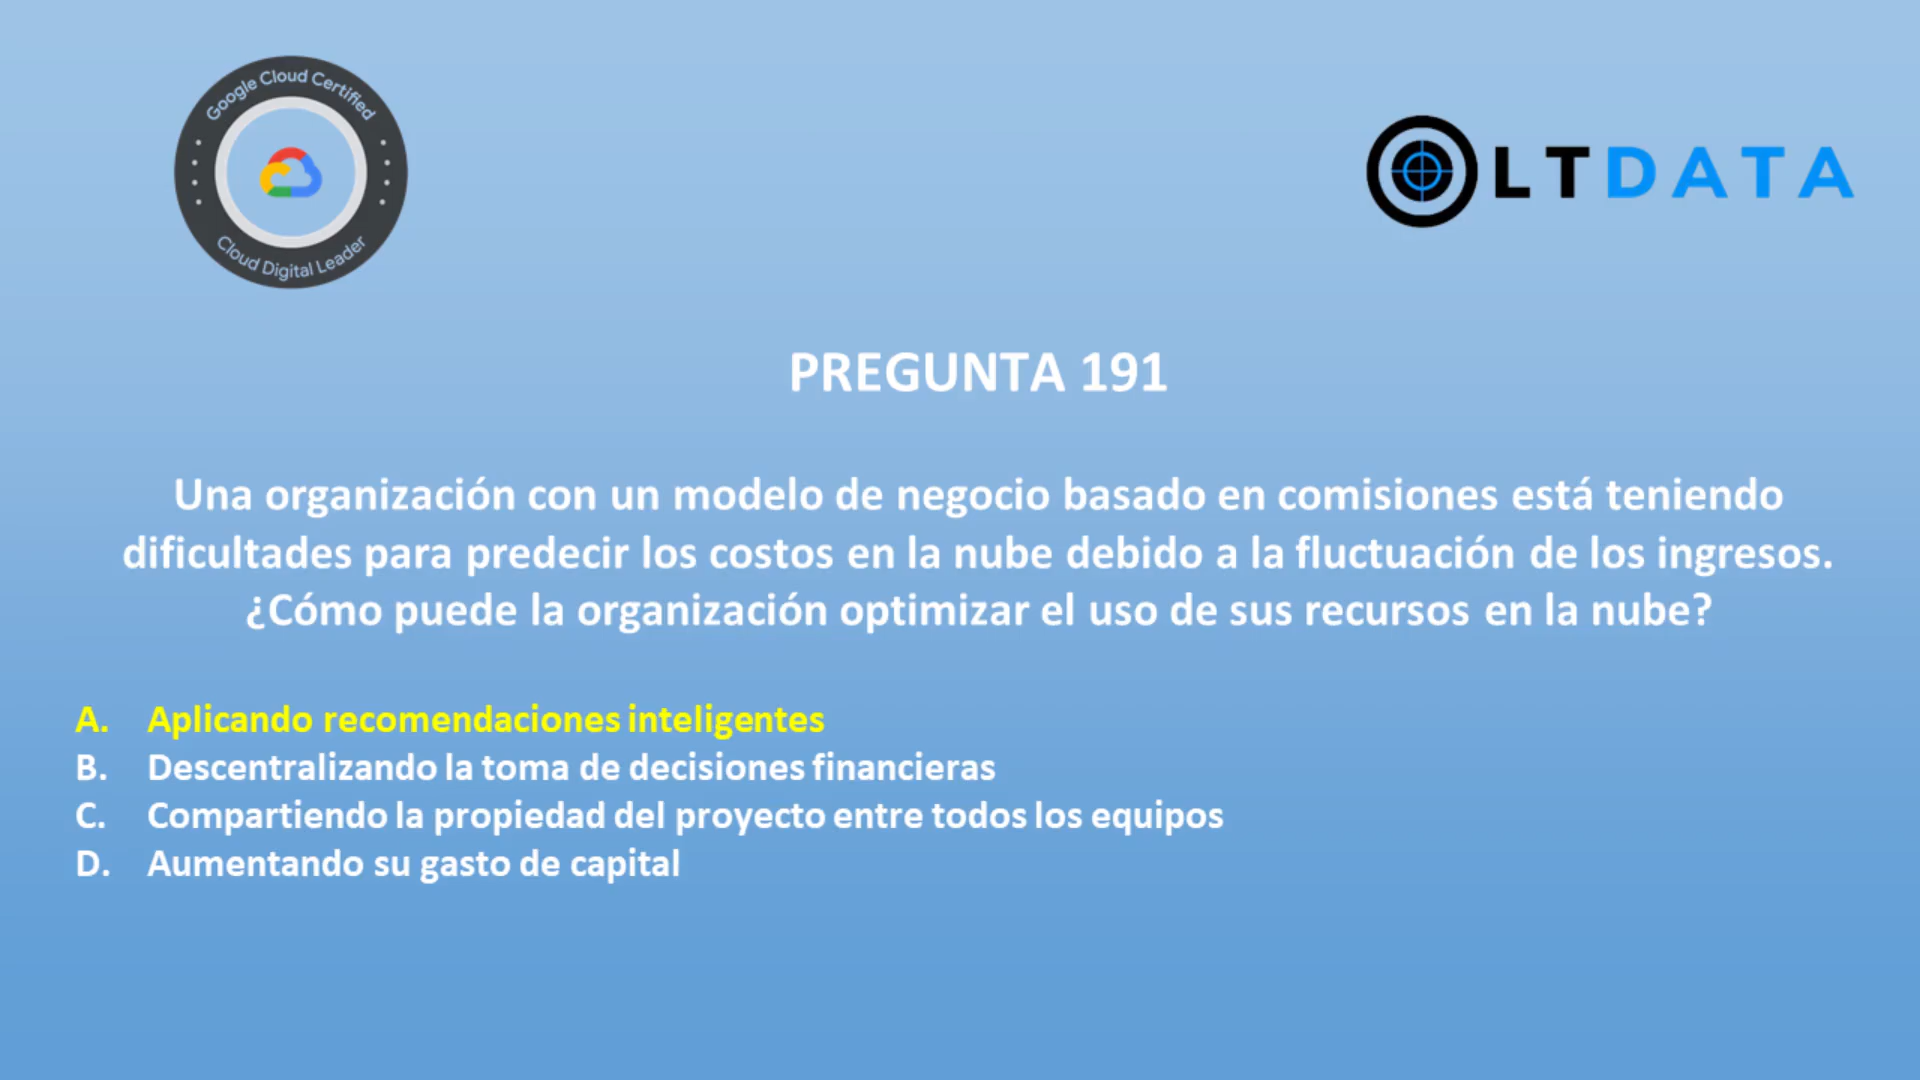 Google Cloud Certified
Cloud Digital Leader
LTDATA
PREGUNTA 191
Una organización con un modelo de negocio basado en comisiones está teniendo
dificultades para predecir los costos en la nube debido a la fluctuación de los ingresos.
¿Cómo puede la organización optimizar el uso de sus recursos en la nube?
A. Aplicando recomendaciones inteligentes
B. Descentralizando la toma de decisiones financieras
C. Compartiendo la propiedad del proyecto entre todos los equipos
D. Aumentando su gasto de capital